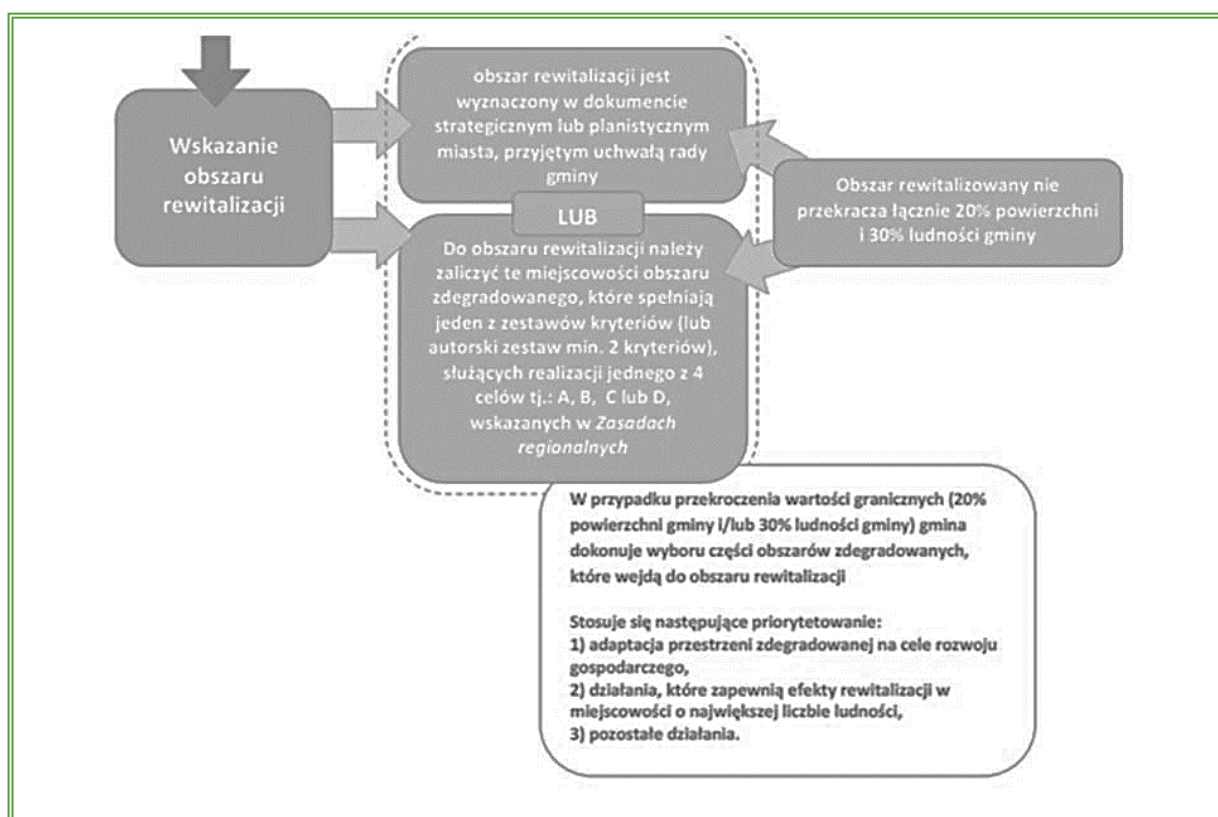 Wskazanie
obszaru
rewitalizacji
obszar rewitalizacji jest
wyznaczony w dokumencie
strategicznym lub planistycznym
miasta, przyjętym uchwałą rady
gminy
LUB
Do obszaru rewitalizacji należy
zaliczyć te miejscowości obszaru
zdegradowanego, które spełniają
jeden z zestawów kryteriów (lub
autorski zestaw min. 2 kryteriów),
służących realizacji jednego z 4
celów tj.: A, B, C lub D,
wskazanych w Zasadach
regionalnych
Obszar rewitalizowany nie
przekracza łącznie 20% powierzchni
i 30% ludności gminy
W przypadku przekroczenia wartości granicznych (20%
powierzchni gminy i/lub 30% ludności gminy) gmina
dokonuje wyboru części obszarów zdegradowanych,
które wejdą do obszaru rewitalizacji
Stosuje się następujące priorytetowanie:
1) adaptacja przestrzeni zdegradowanej na cele rozwoju
gospodarczego,
2) działania, które zapewnią efekty rewitalizacji w
miejscowości o największej liczbie ludności,
3) pozostałe działania.